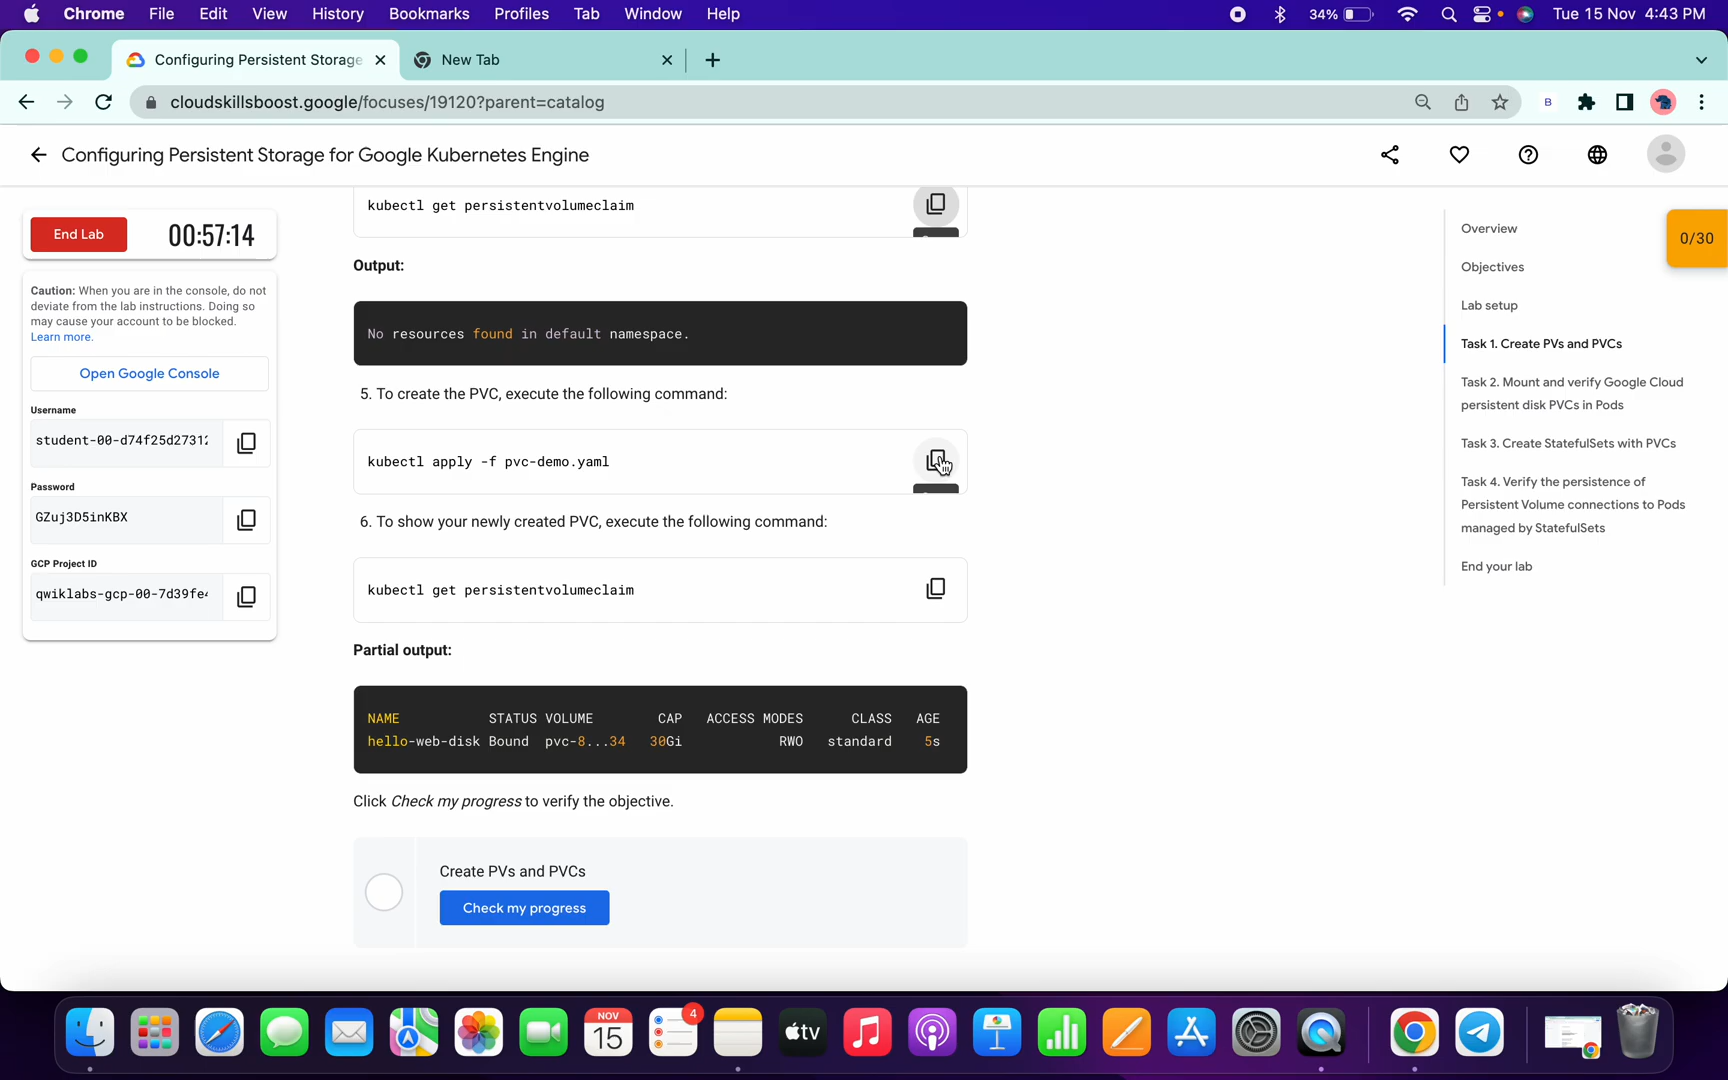 Chrome File Edit View History Bookmarks Profiles Tab Window Help 34% Tue 15 Nov 4:43 PM
Configuring Persistent Storage New Tab
cloudskillsboost.google/focuses/19120?parent=catalog B
Configuring Persistent Storage for Google Kubernetes Engine
End Lab 00:57:14
Caution: When you are in the console, do not
deviate from the lab instructions. Doing so
may cause your account to be blocked.
Learn more.
Open Google Console
Username
student-00-d74f25d2731
Password
GZuj3D5inKBX
GCP Project ID
qwiklabs-gcp-00-7d39fe
kubectl get persistentvolumeclaim
Output:
No resources found in default namespace.
5. To create the PVC, execute the following command:
kubectl apply -f pvc-demo.yaml
6. To show your newly created PVC, execute the following command:
kubectl get persistentvolumeclaim
Partial output:
NAME STATUS VOLUME CAP ACCESS MODES CLASS AGE
hello-web-disk Bound pvc-8...34 30Gi RWO standard 5s
Click Check my progress to verify the objective.
Create PVs and PVCs
Check my progress
Overview
Objectives
Lab setup
Task 1. Create PVs and PVCs
Task 2. Mount and verify Google Cloud
persistent disk PVCs in Pods
Task 3. Create StatefulSets with PVCs
Task 4. Verify the persistence of
Persistent Volume connections to Pods
managed by StatefulSets
End your lab
0/30
NOV
15
4
tv